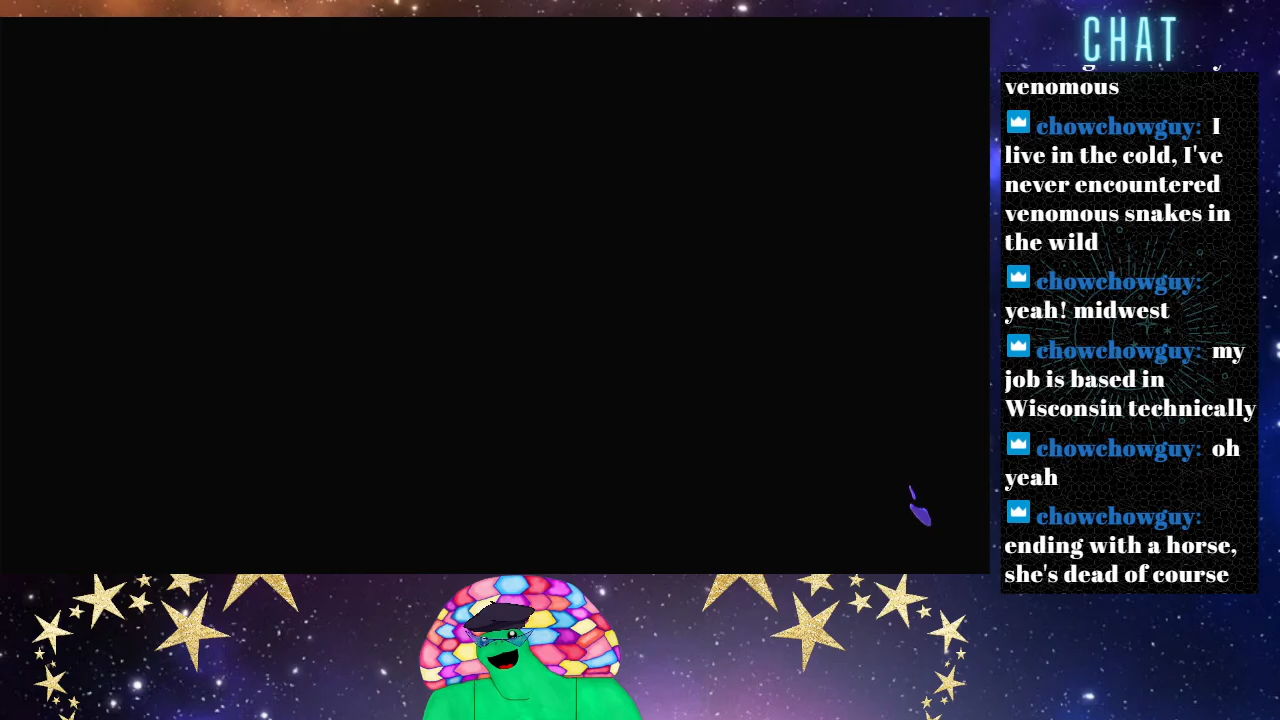 CHAT
venomous
chowchowguy: I
live in the cold, I've
never encountered
venomous snakes in
the wild
chowchowguy:
yeah! midwest
chowchowguy: my
job is based in
Wisconsin technically
chowchowguy: oh
yeah
chowchowguy:
ending with a horse,
she's dead of course